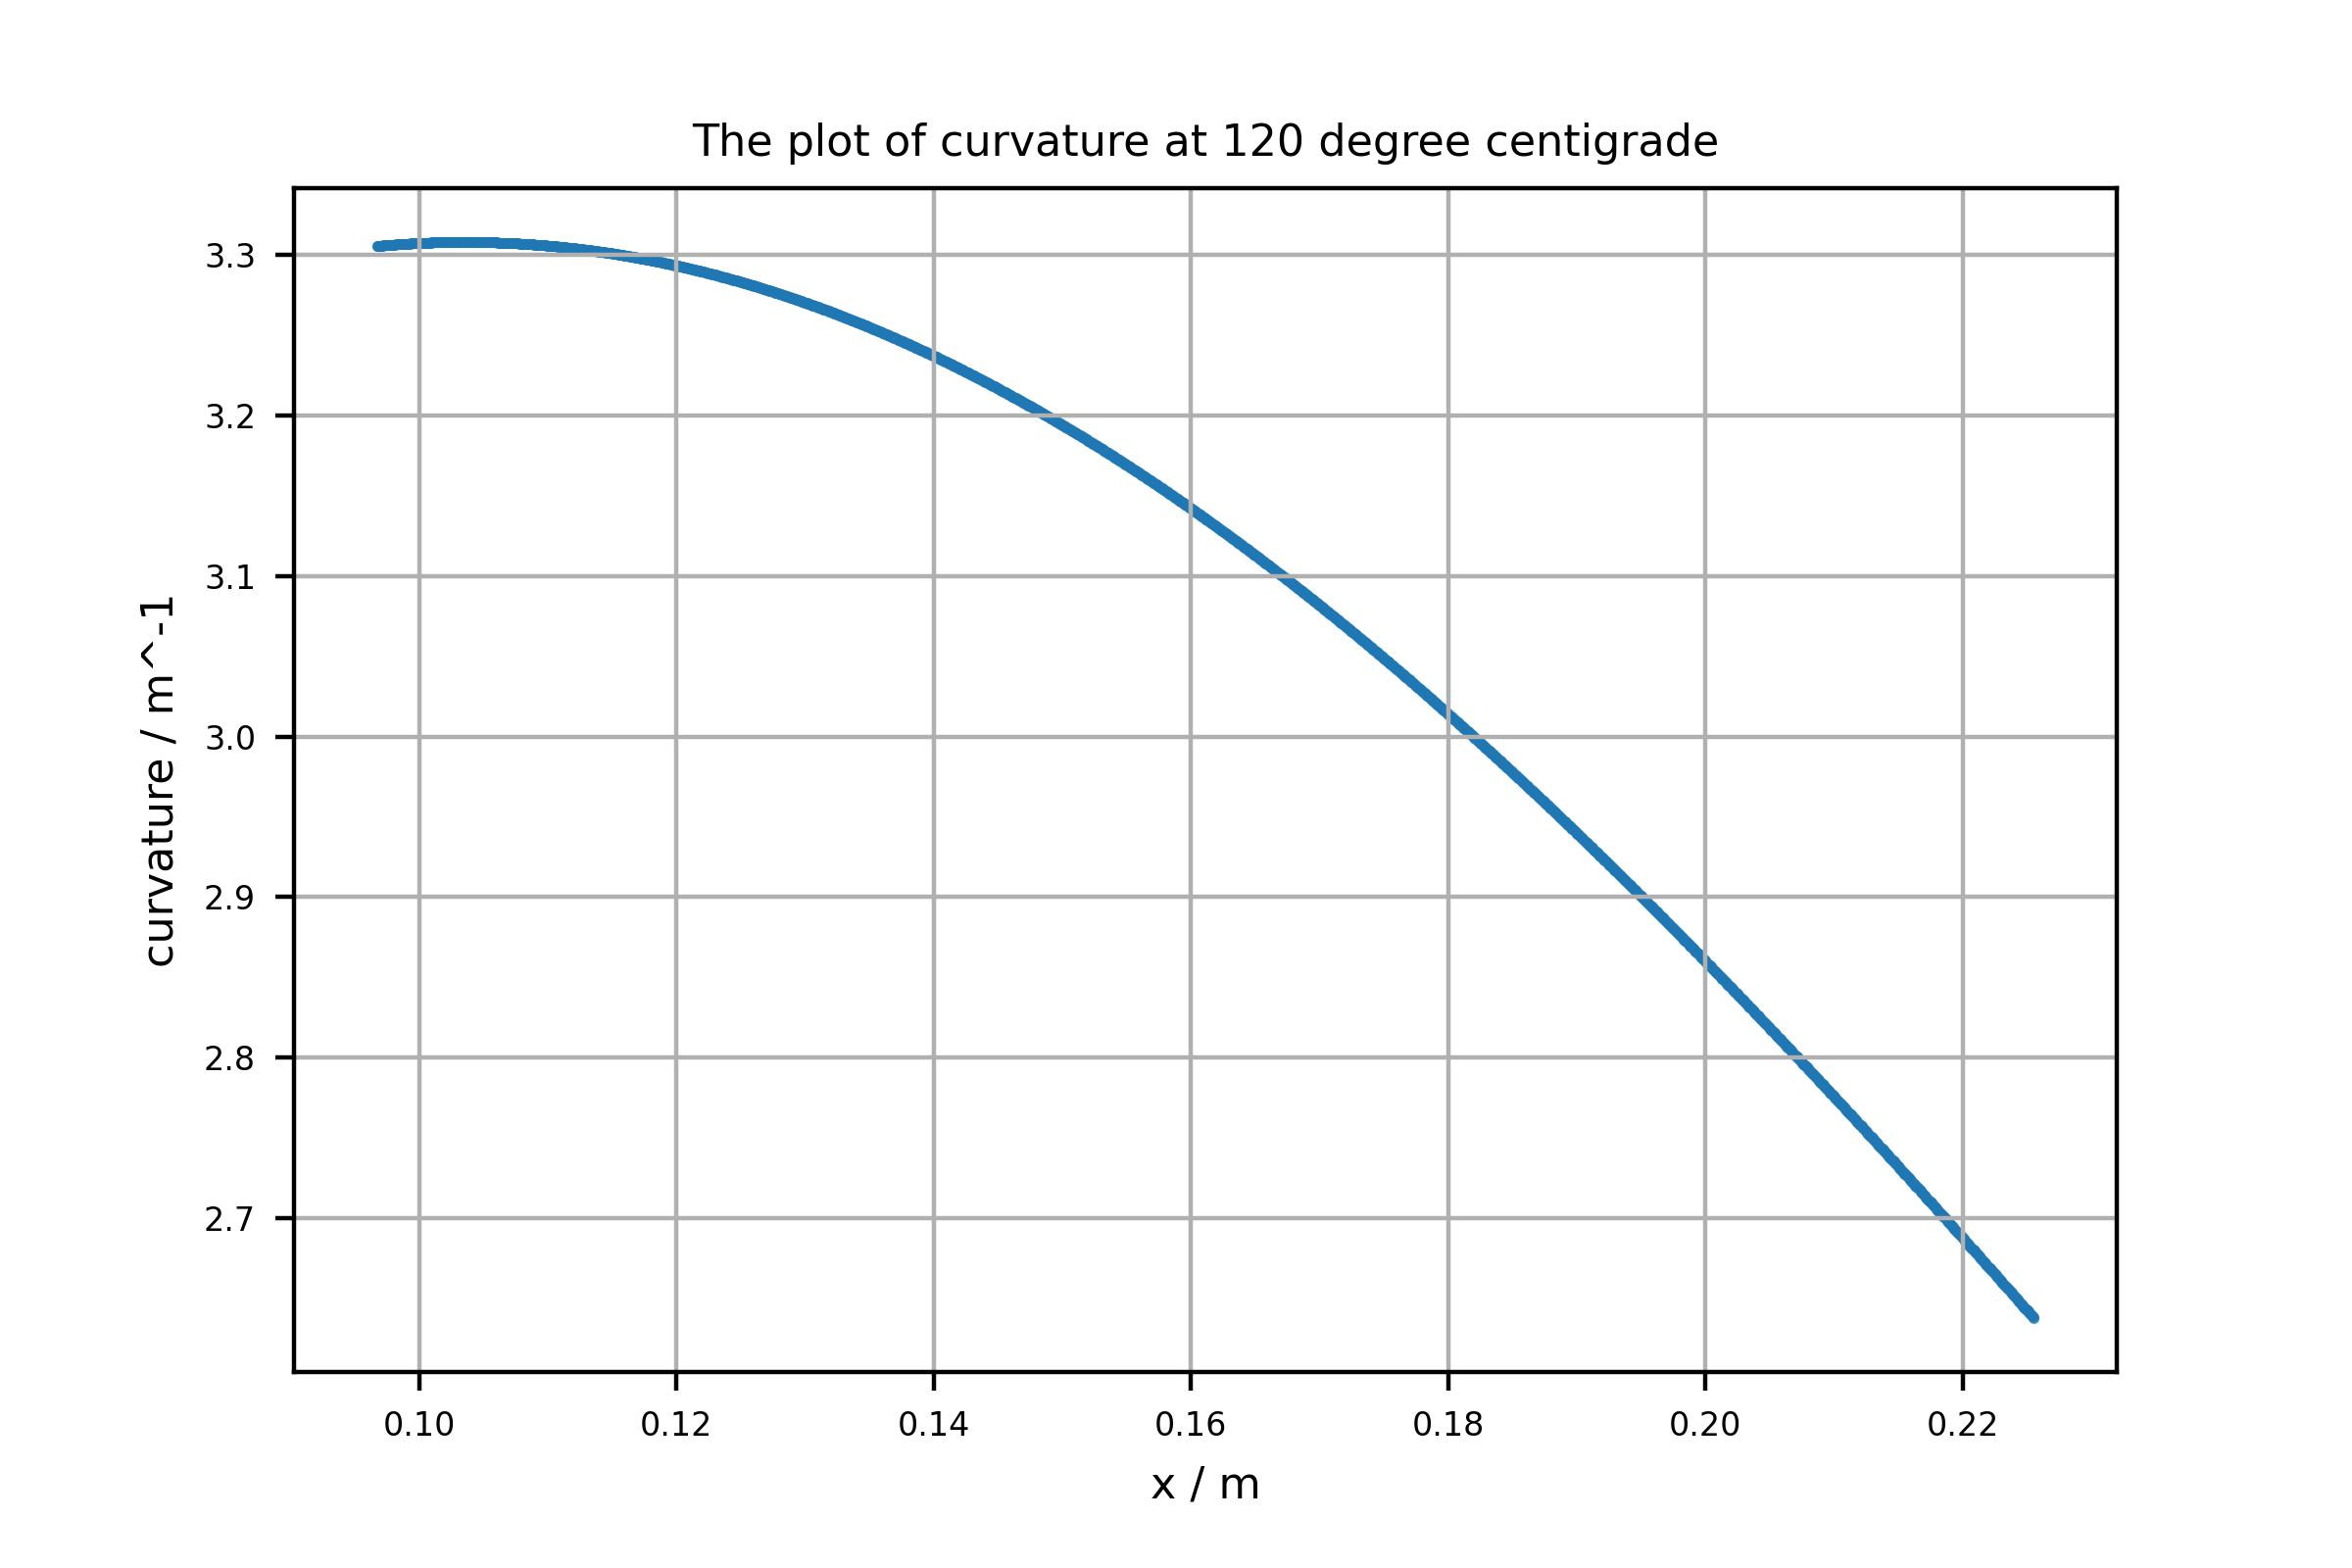 The plot of curvature at 120 degree centigrade
curvature / m^-1
3.3
3.2
3.1
3.0
2.9
2.8
2.7
0.10 0.12 0.14 0.16 0.18 0.20 0.22
x / m